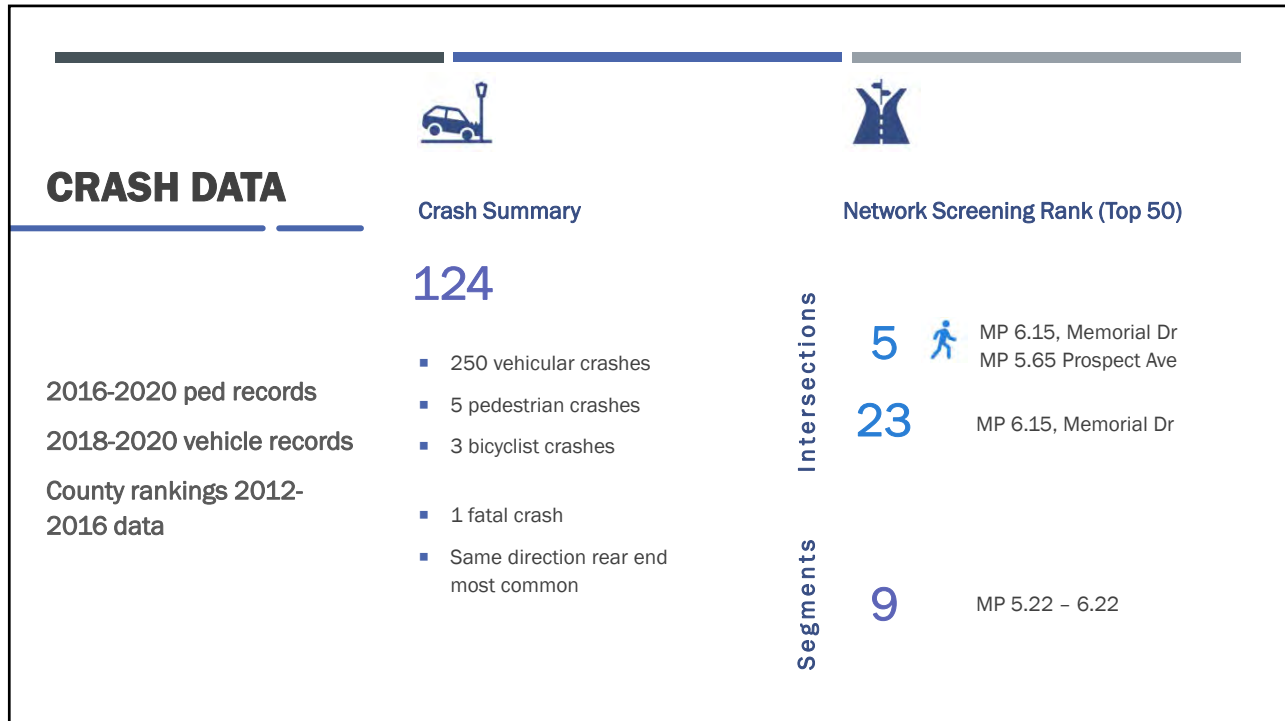 CRASH DATA
2016-2020 ped records
2018-2020 vehicle records
County rankings 2012-
2016 data
Crash Summary
124
▪ 250 vehicular crashes
▪ 5 pedestrian crashes
▪ 3 bicyclist crashes
▪ 1 fatal crash
▪ Same direction rear end
most common
Network Screening Rank (Top 50)
Intersections
5
MP 6.15, Memorial Dr
MP 5.65 Prospect Ave
23
MP 6.15, Memorial Dr
Segments
9
MP 5.22 – 6.22